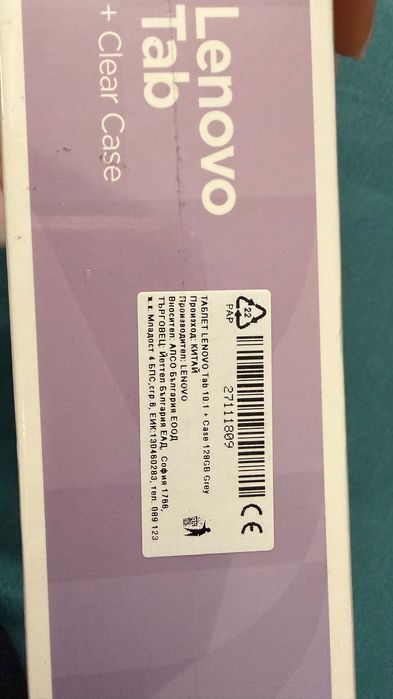 Lenovo
Tab
+ Clear Case
22
PAP
27111809
CE
ТАБЛЕТ LENOVO Tab 10.1 + Case 128GB Grey
Произход: КИТАЙ
Производител: LENOVO
Вносител: АПСО България ЕООД
ТЪРГОВЕЦ: Йеттел България ЕАД, София 1766,
ж.к. Младост 4 БПС,сгр 6, ЕИК:130460283, тел. 089 123